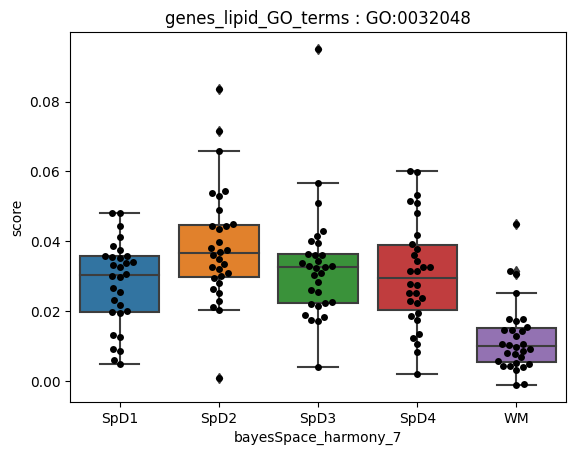 genes_lipid_GO_terms : GO:0032048
score
0.08
0.06
0.04
0.02
0.00
SpD1 SpD2 SpD3 SpD4 WM
bayesSpace_harmony_7